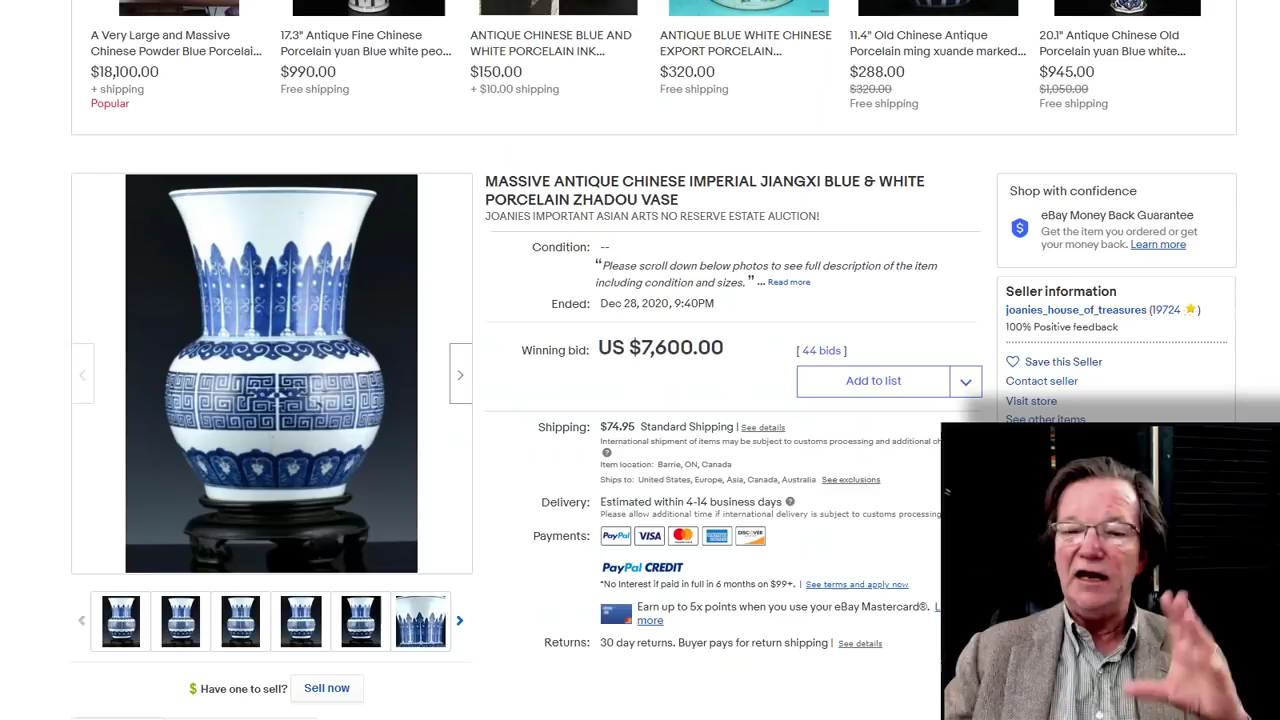 A Very Large and Massive
Chinese Powder Blue Porcelai...
$18,100.00
+ shipping
Popular
17.3" Antique Fine Chinese
Porcelain yuan Blue white peo...
$990.00
Free shipping
ANTIQUE CHINESE BLUE AND
WHITE PORCELAIN INK...
$150.00
+ $10.00 shipping
ANTIQUE BLUE WHITE CHINESE
EXPORT PORCELAIN...
$320.00
Free shipping
11.4" Old Chinese Antique
Porcelain ming xuande marked...
$288.00
$320.00
Free shipping
20.1" Antique Chinese Old
Porcelain yuan Blue white...
$945.00
$1,050.00
Free shipping
MASSIVE ANTIQUE CHINESE IMPERIAL JIANGXI BLUE & WHITE
PORCELAIN ZHADOU VASE
JOANIES IMPORTANT ASIAN ARTS NO RESERVE ESTATE AUCTION!
Condition: --
“Please scroll down below photos to see full description of the item
including condition and sizes. ” ... Read more
Ended: Dec 28, 2020, 9:40PM
Winning bid: US $7,600.00 [ 44 bids ]
Add to list
Shipping: $74.95 Standard Shipping | See details
International shipment of items may be subject to customs processing and additional ch
Item location: Barrie, ON, Canada
Ships to: United States, Europe, Asia, Canada, Australia See exclusions
Delivery: Estimated within 4-14 business days
Please allow additional time if international delivery is subject to customs processing
Payments: PayPal VISA MasterCard AMERICAN EXPRESS DISCOVER
PayPal CREDIT
*No Interest if paid in full in 6 months on $99+. | See terms and apply now
Earn up to 5x points when you use your eBay Mastercard®. L
more
Returns: 30 day returns. Buyer pays for return shipping | See details
Shop with confidence
eBay Money Back Guarantee
Get the item you ordered or get
your money back. Learn more
Seller information
joanies_house_of_treasures (19724 )
100% Positive feedback
Save this Seller
Contact seller
Visit store
See other items
$ Have one to sell? Sell now